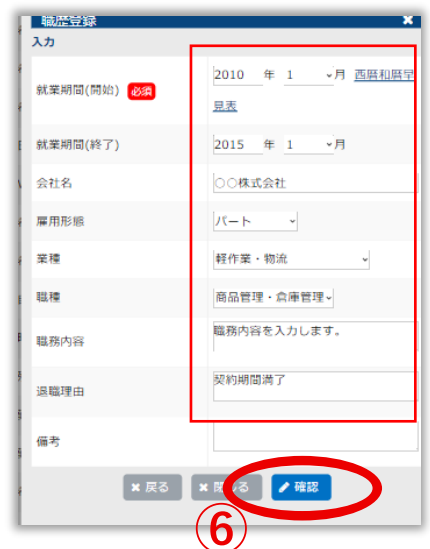 職歴登録 ×
入力
就業期間(開始) 必須 2010 年 1 月 西暦和暦早
見表
就業期間(終了) 2015 年 1 月
会社名 ○○株式会社
雇用形態 パート
業種 軽作業・物流
職種 商品管理・倉庫管理
職務内容 職務内容を入力します。
退職理由 契約期間満了
備考
× 戻る × 閉じる 確認
⑥